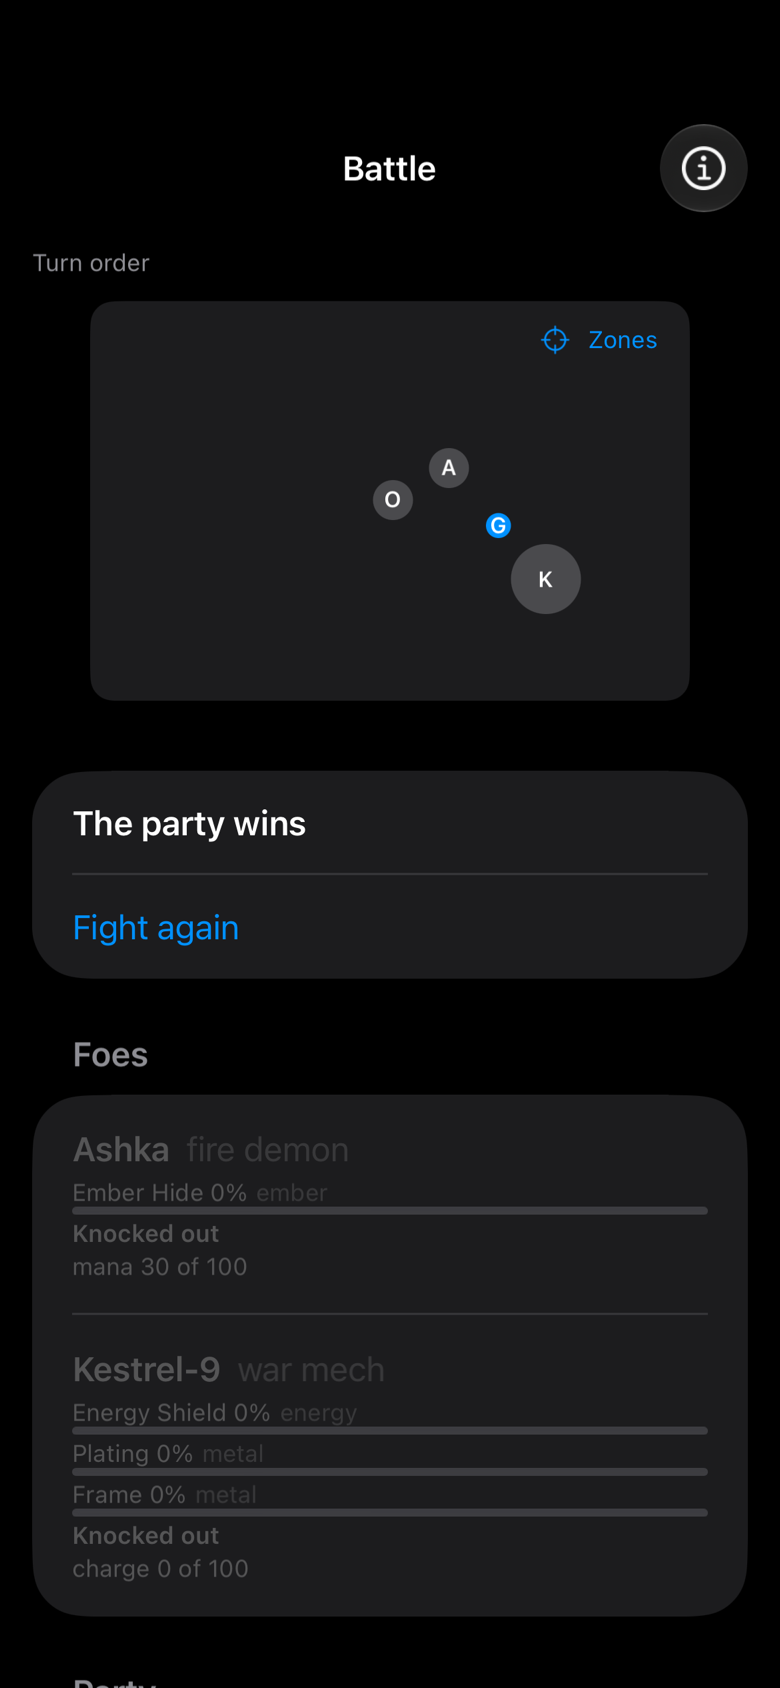 Battle
Turn order
Zones
A
O
G
K
The party wins
Fight again
Foes
Ashka fire demon
Ember Hide 0% ember
Knocked out
mana 30 of 100
Kestrel-9 war mech
Energy Shield 0% energy
Plating 0% metal
Frame 0% metal
Knocked out
charge 0 of 100
Party